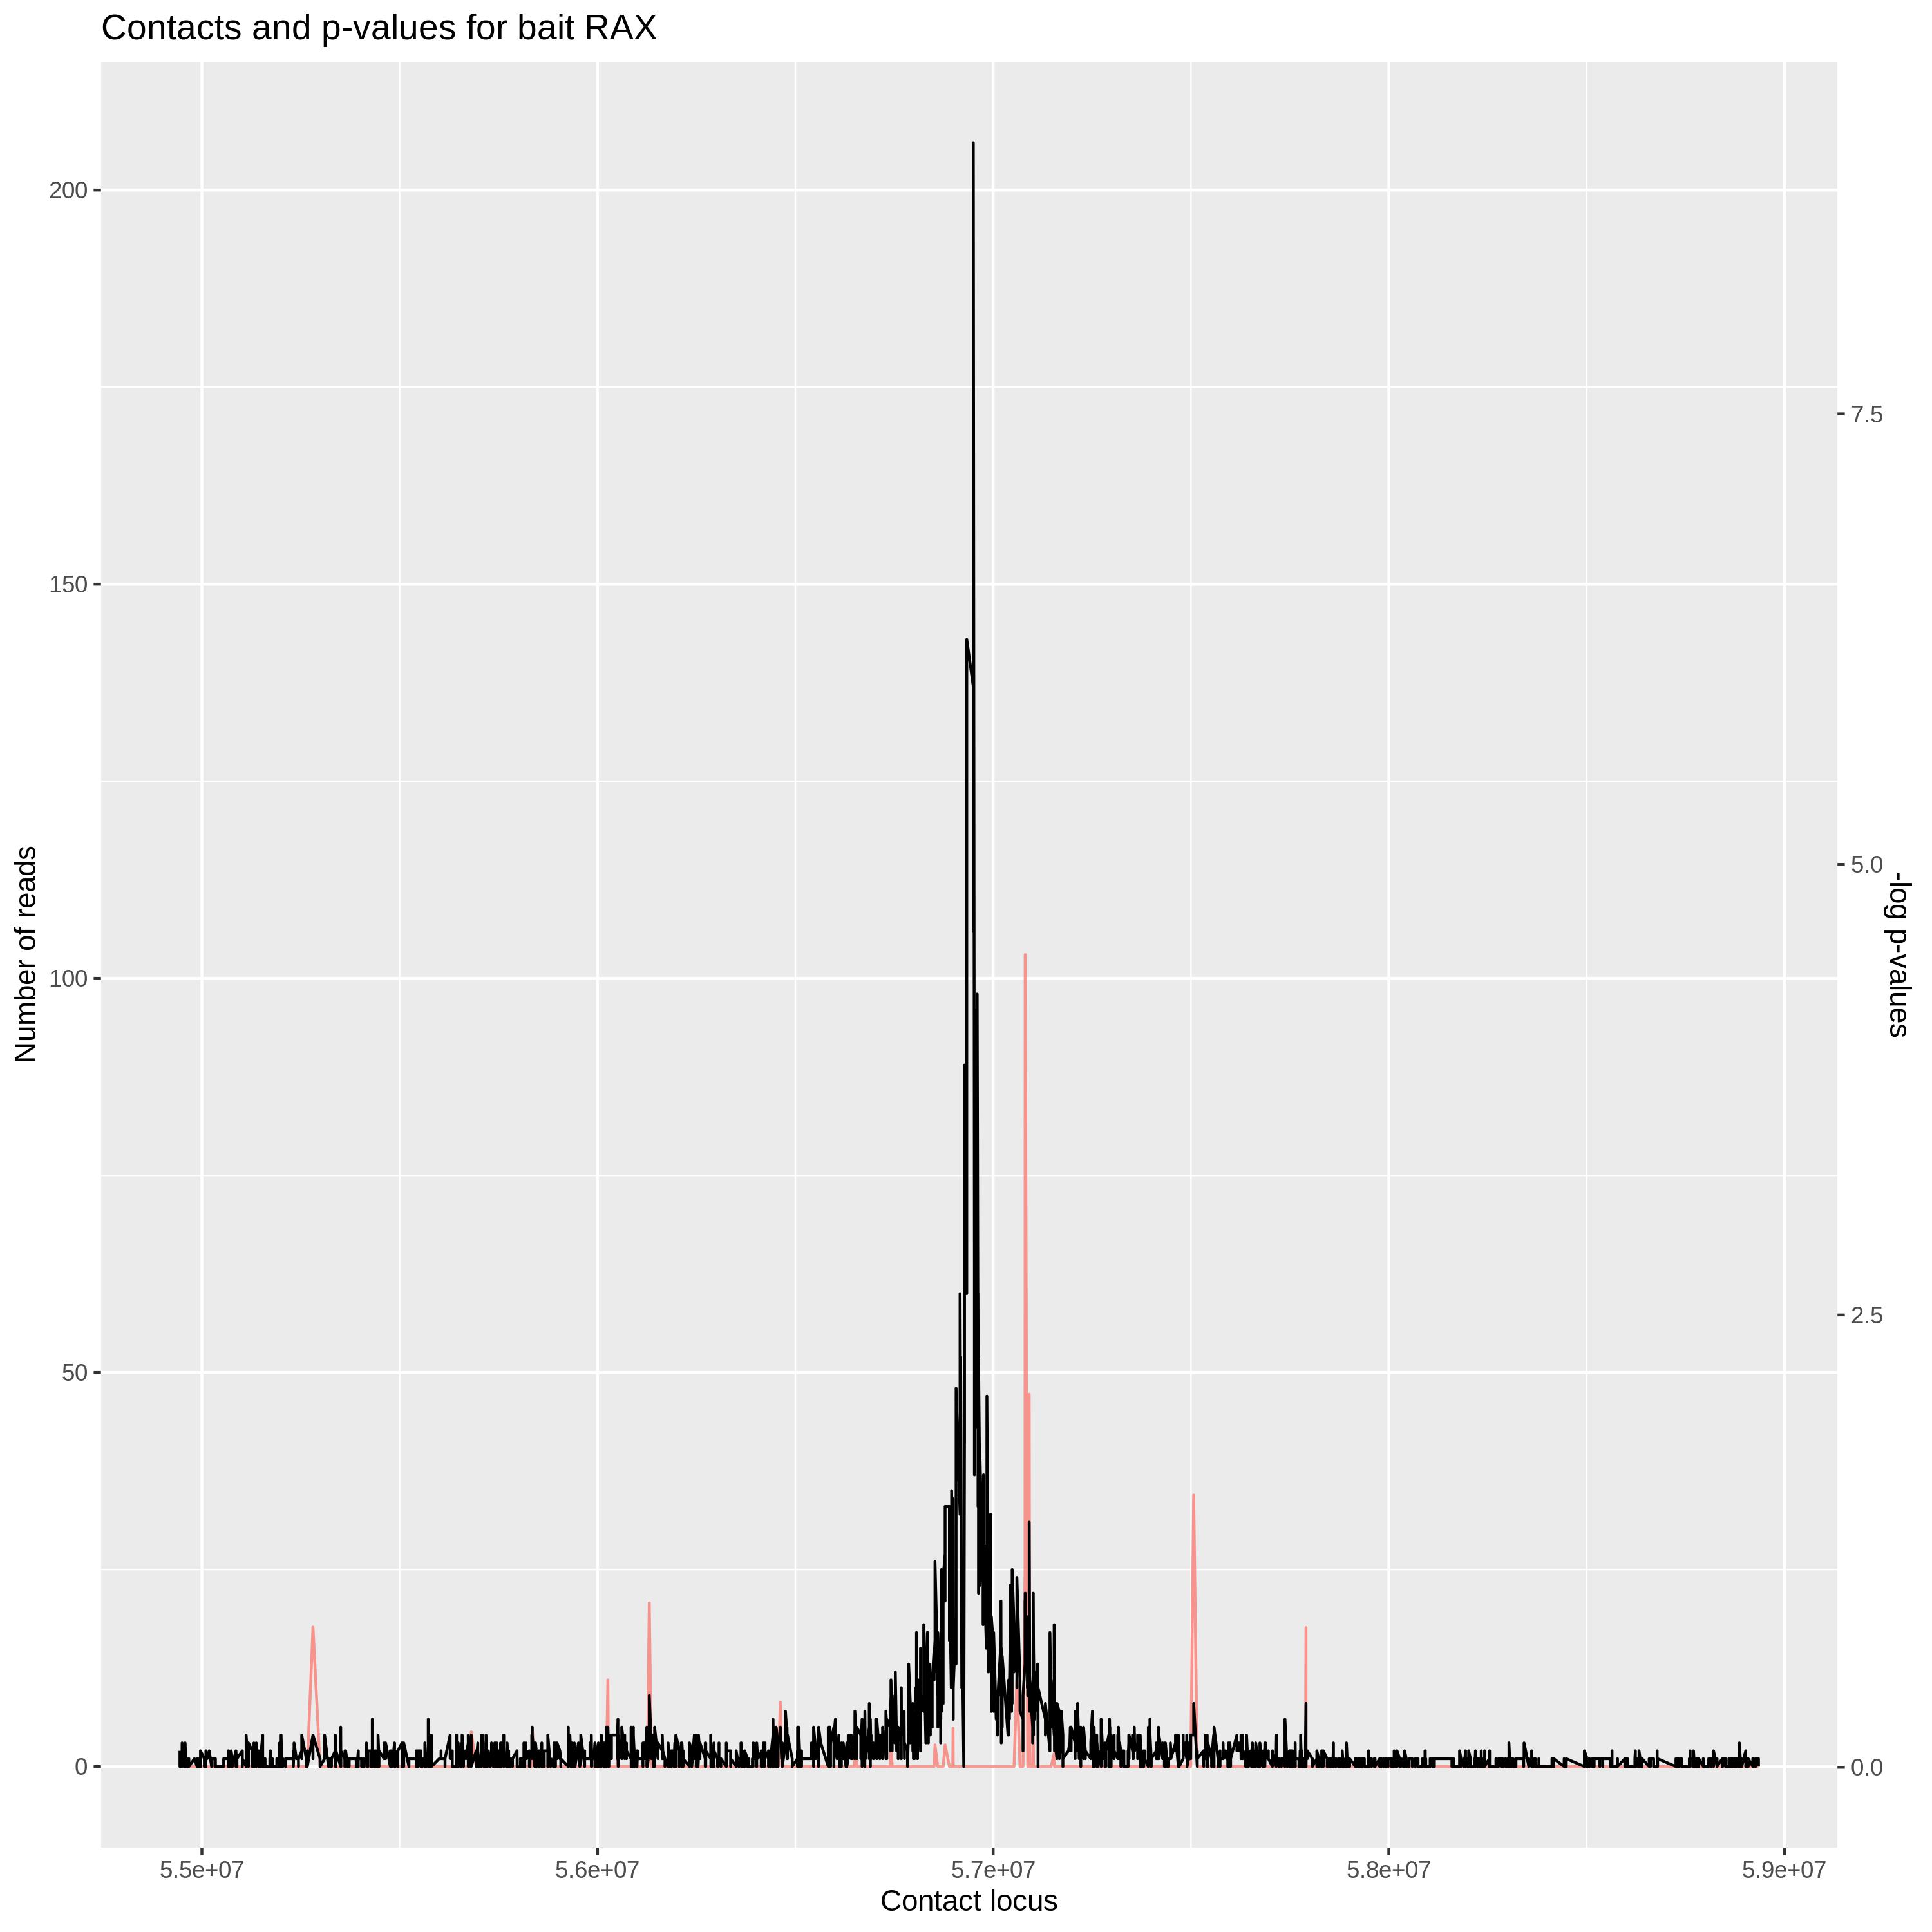 Contacts and p-values for bait RAX
200
150
100
50
0
Number of reads
7.5
5.0
2.5
0.0
-log p-values
5.5e+07
5.6e+07
5.7e+07
5.8e+07
5.9e+07
Contact locus